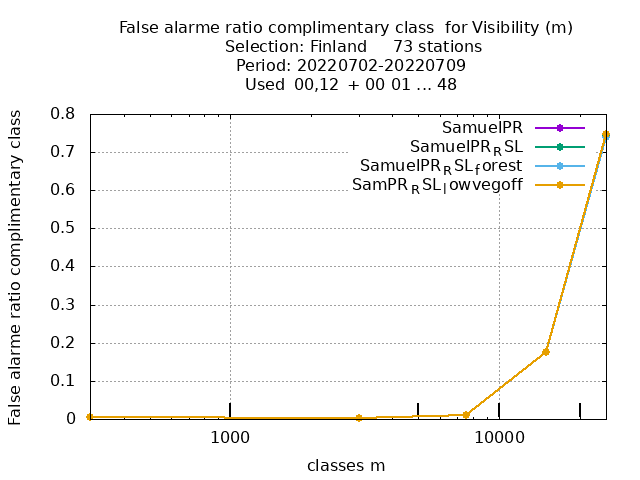 False alarme ratio complimentary class for Visibility (m)
Selection: Finland 73 stations
Period: 20220702-20220709
Used 00,12 + 00 01 ... 48
False alarme ratio complimentary class
0.8
0.7
0.6
0.5
0.4
0.3
0.2
0.1
0
SamuelPR
SamuelPR_RSL
SamuelPR_RSL_forest
SamPR_RSL_lowvegoff
1000
10000
classes m